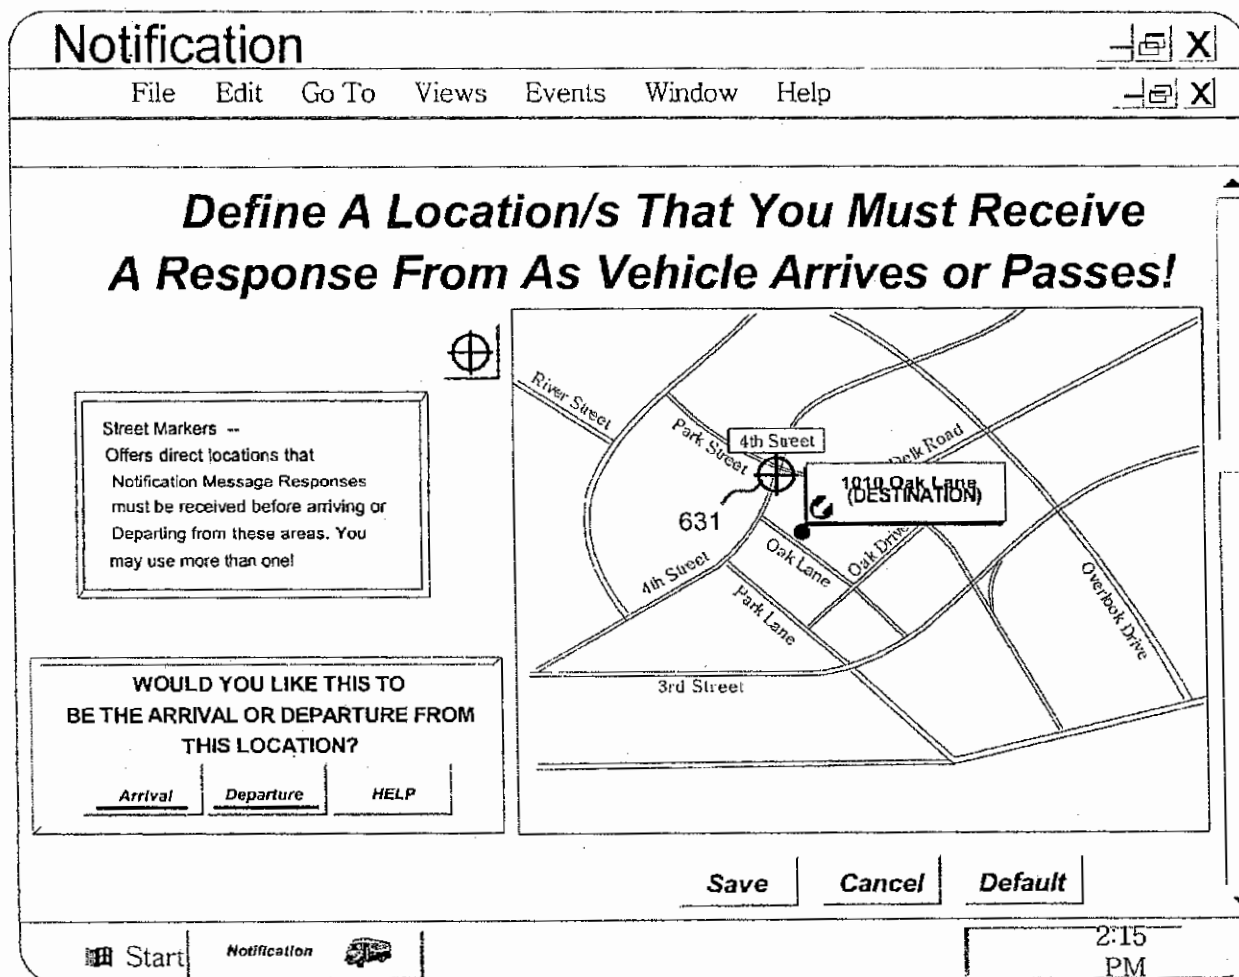 Notification
File Edit Go To Views Events Window Help
Define A Location/s That You Must Receive
A Response From As Vehicle Arrives or Passes!
Street Markers --
Offers direct locations that
Notification Message Responses
must be received before arriving or
Departing from these areas. You
may use more than one!
WOULD YOU LIKE THIS TO
BE THE ARRIVAL OR DEPARTURE FROM
THIS LOCATION?
Arrival Departure HELP
River Street
Park Street
4th Street
Delk Road
1010 Oak Lane
(DESTINATION)
631
Oak Lane
Oak Drive
4th Street
Park Lane
Overlook Drive
3rd Street
Save Cancel Default
Start Notification 2:15
PM